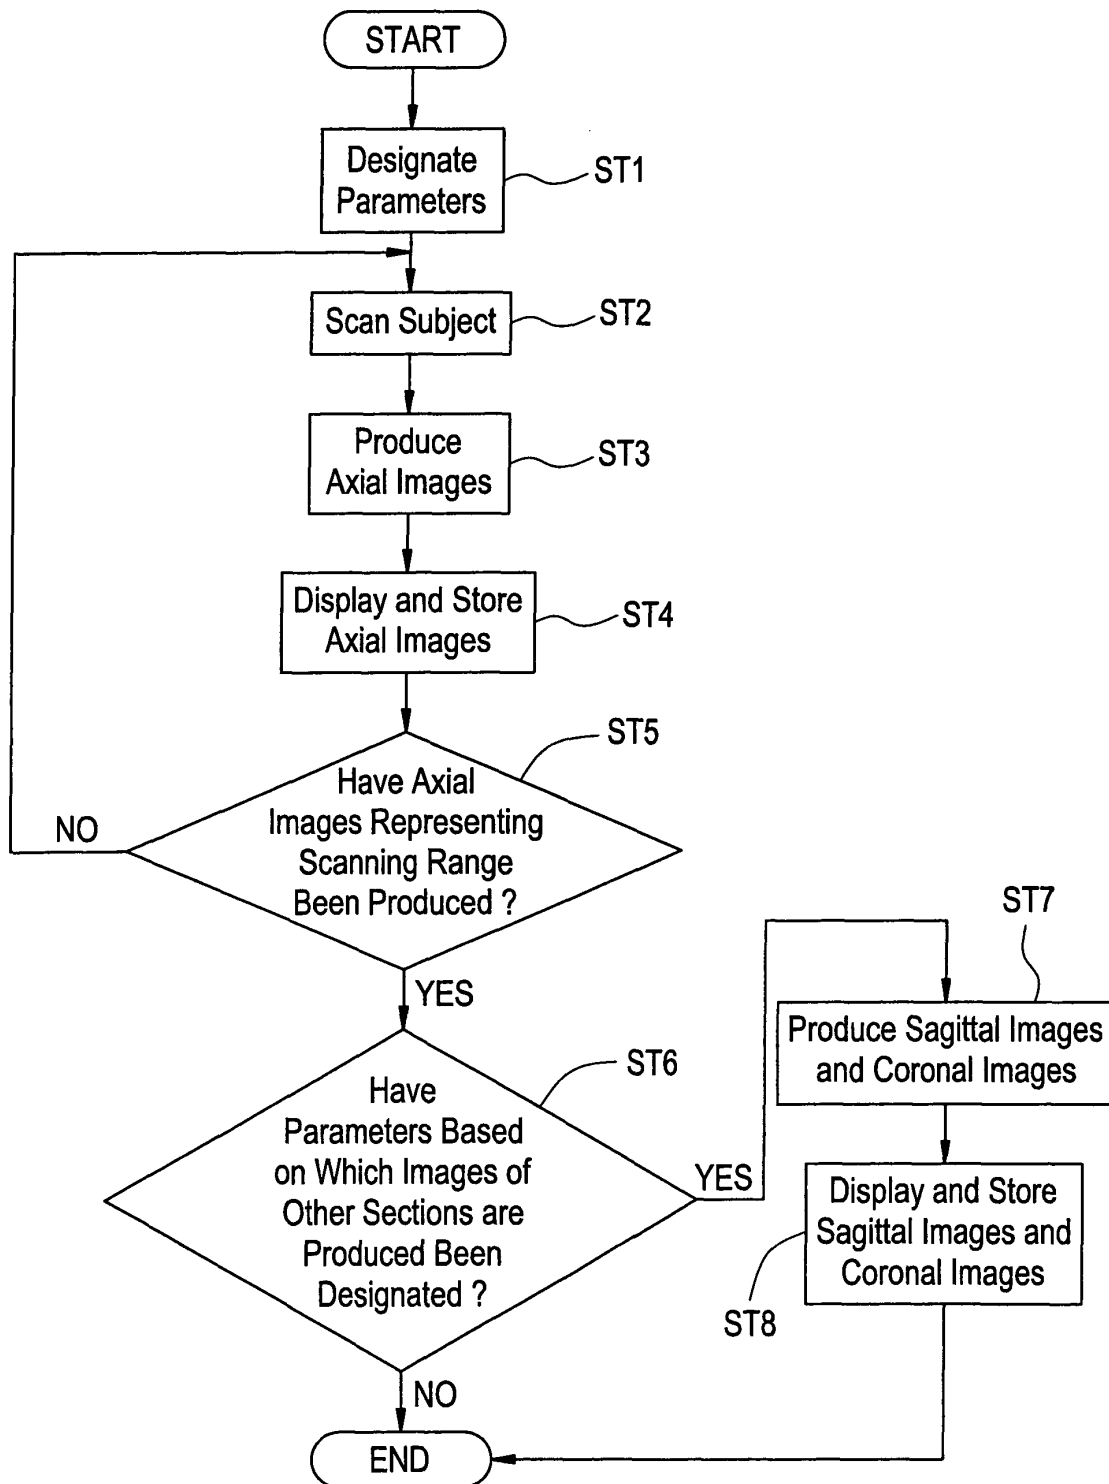 START
Designate
Parameters
ST1
Scan Subject
ST2
Produce
Axial Images
ST3
Display and Store
Axial Images
ST4
ST5
Have Axial
Images Representing
Scanning Range
Been Produced ?
NO
YES
ST6
Have
Parameters Based
on Which Images of
Other Sections are
Produced Been
Designated ?
YES
NO
ST7
Produce Sagittal Images
and Coronal Images
Display and Store
Sagittal Images and
Coronal Images
ST8
END